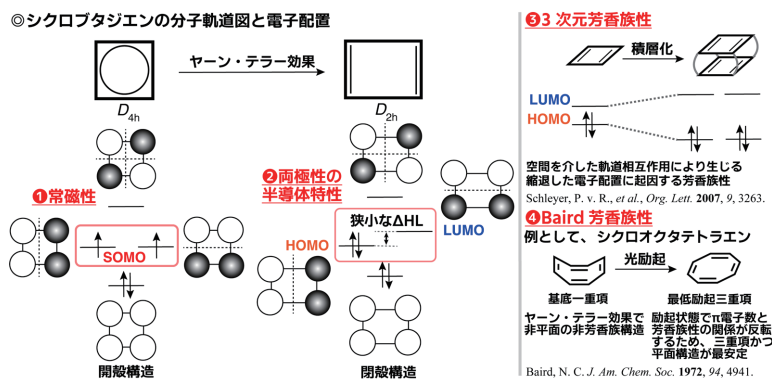 ◎シクロブタジエンの分子軌道図と電子配置
ヤーン・テラー効果
D4h
D2h
❶常磁性
SOMO
開殻構造
❷両極性の
半導体特性
狭小なΔHL
HOMO
LUMO
閉殻構造
❸3 次元芳香族性
積層化
LUMO
HOMO
空間を介した軌道相互作用により生じる
縮退した電子配置に起因する芳香族性
Schleyer, P. v. R., et al., Org. Lett. 2007, 9, 3263.
❹Baird 芳香族性
例として、シクロオクタテトラエン
光励起
基底一重項
最低励起三重項
ヤーン・テラー効果で
非平面の非芳香族構造
励起状態でπ電子数と
芳香族性の関係が反転
するため、三重項かつ
平面構造が最安定
Baird, N. C. J. Am. Chem. Soc. 1972, 94, 4941.